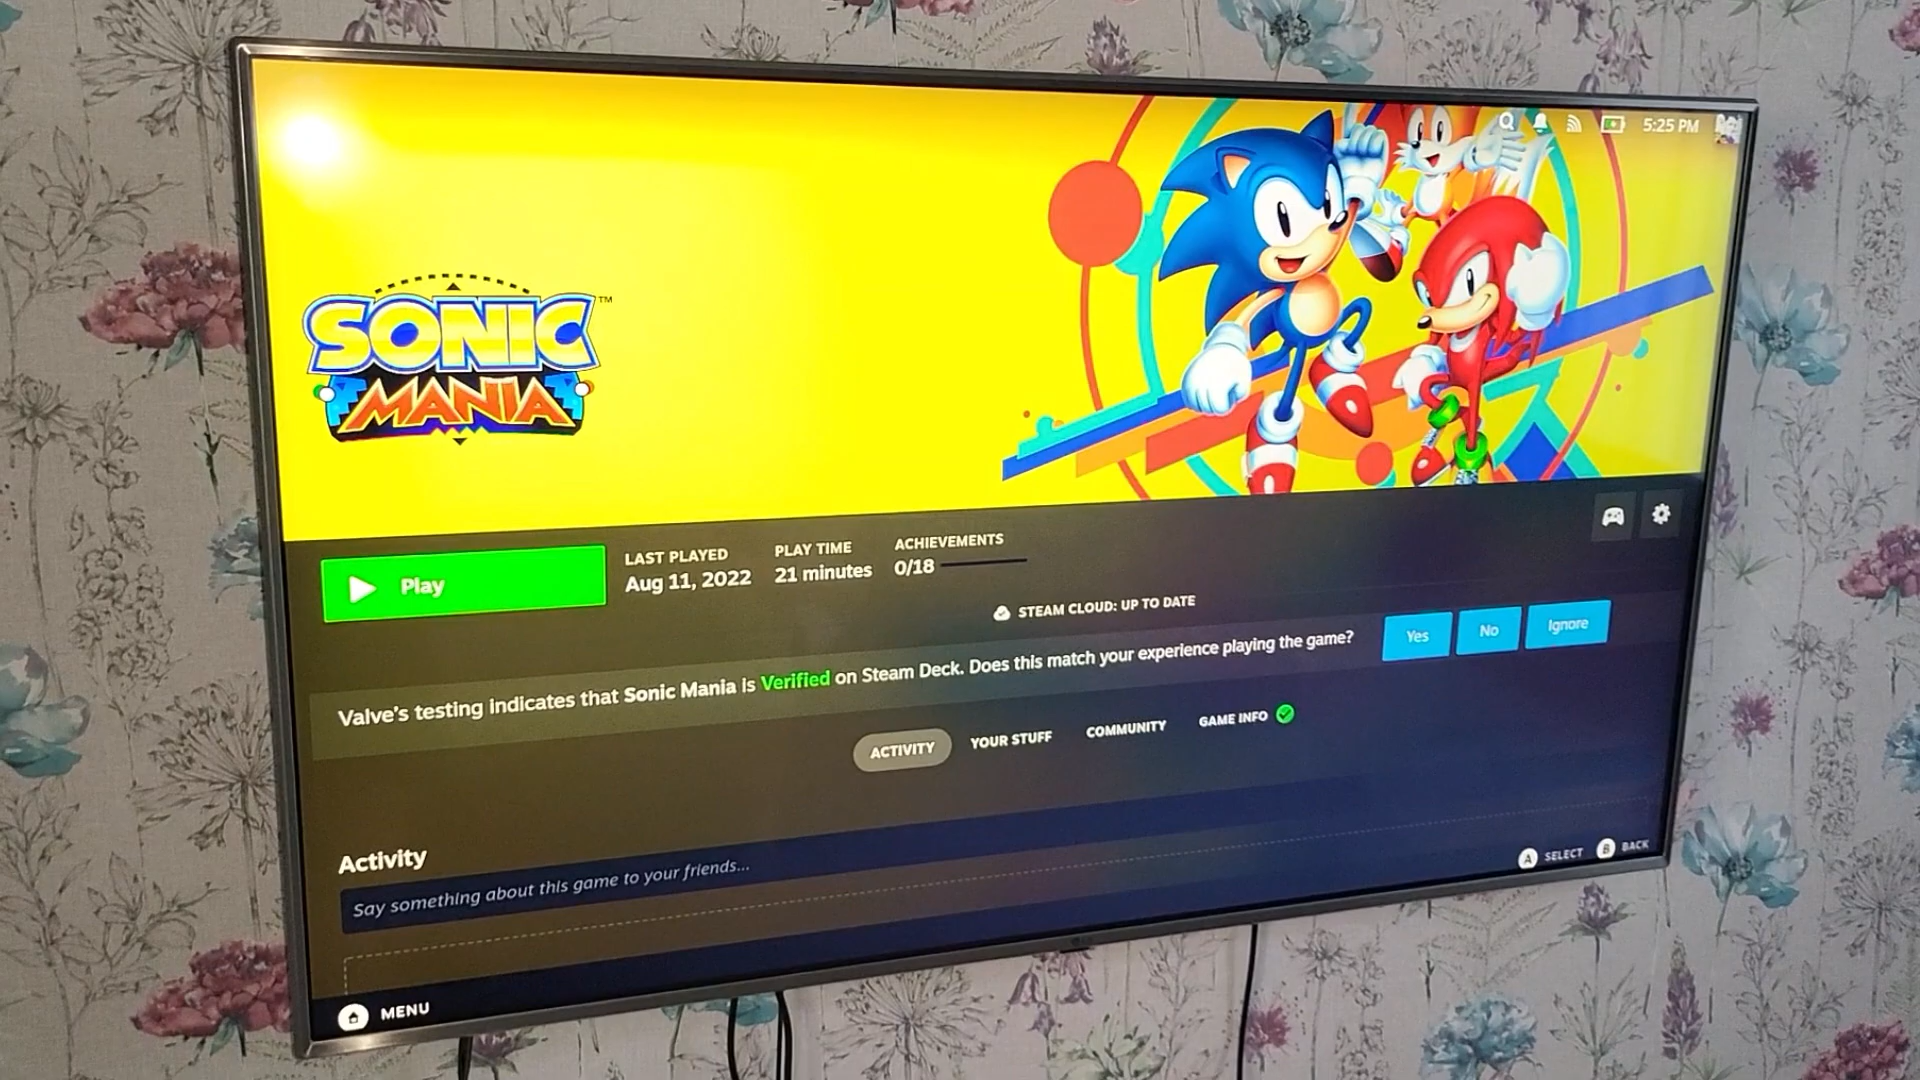 5:25 PM
SONIC™
MANIA
Play
LAST PLAYED
Aug 11, 2022
PLAY TIME
21 minutes
ACHIEVEMENTS
0/18
STEAM CLOUD: UP TO DATE
Valve's testing indicates that Sonic Mania is Verified on Steam Deck. Does this match your experience playing the game?
Yes
No
Ignore
ACTIVITY
YOUR STUFF
COMMUNITY
GAME INFO
Activity
Say something about this game to your friends...
MENU
A SELECT
B BACK